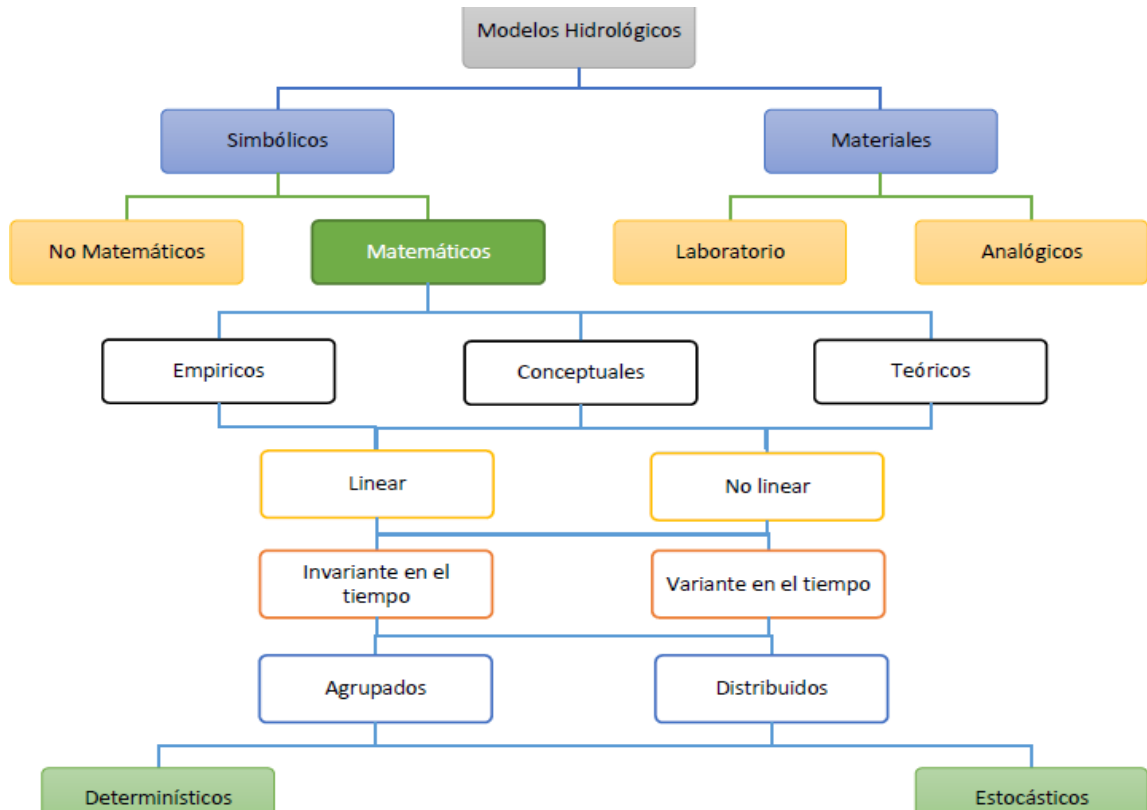 Modelos Hidrológicos
Simbólicos
Materiales
No Matemáticos
Matemáticos
Laboratorio
Analógicos
Empiricos
Conceptuales
Teóricos
Linear
No linear
Invariante en el
tiempo
Variante en el tiempo
Agrupados
Distribuidos
Determinísticos
Estocásticos